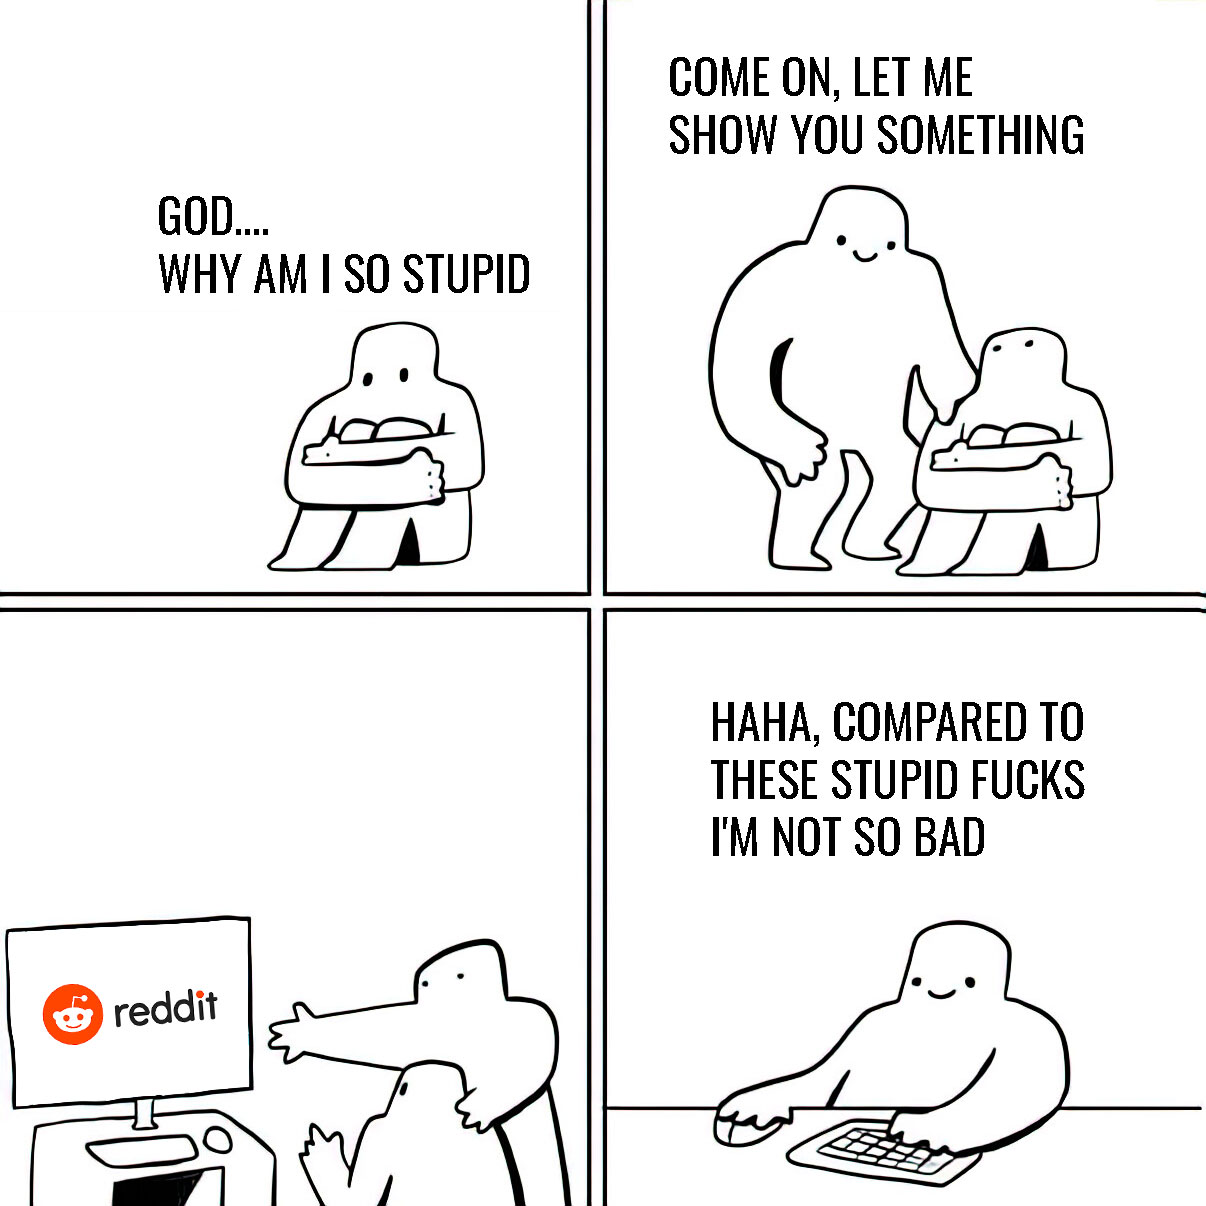 GOD....
WHY AM I SO STUPID
COME ON, LET ME
SHOW YOU SOMETHING
reddit
HAHA, COMPARED TO
THESE STUPID FUCKS
I'M NOT SO BAD